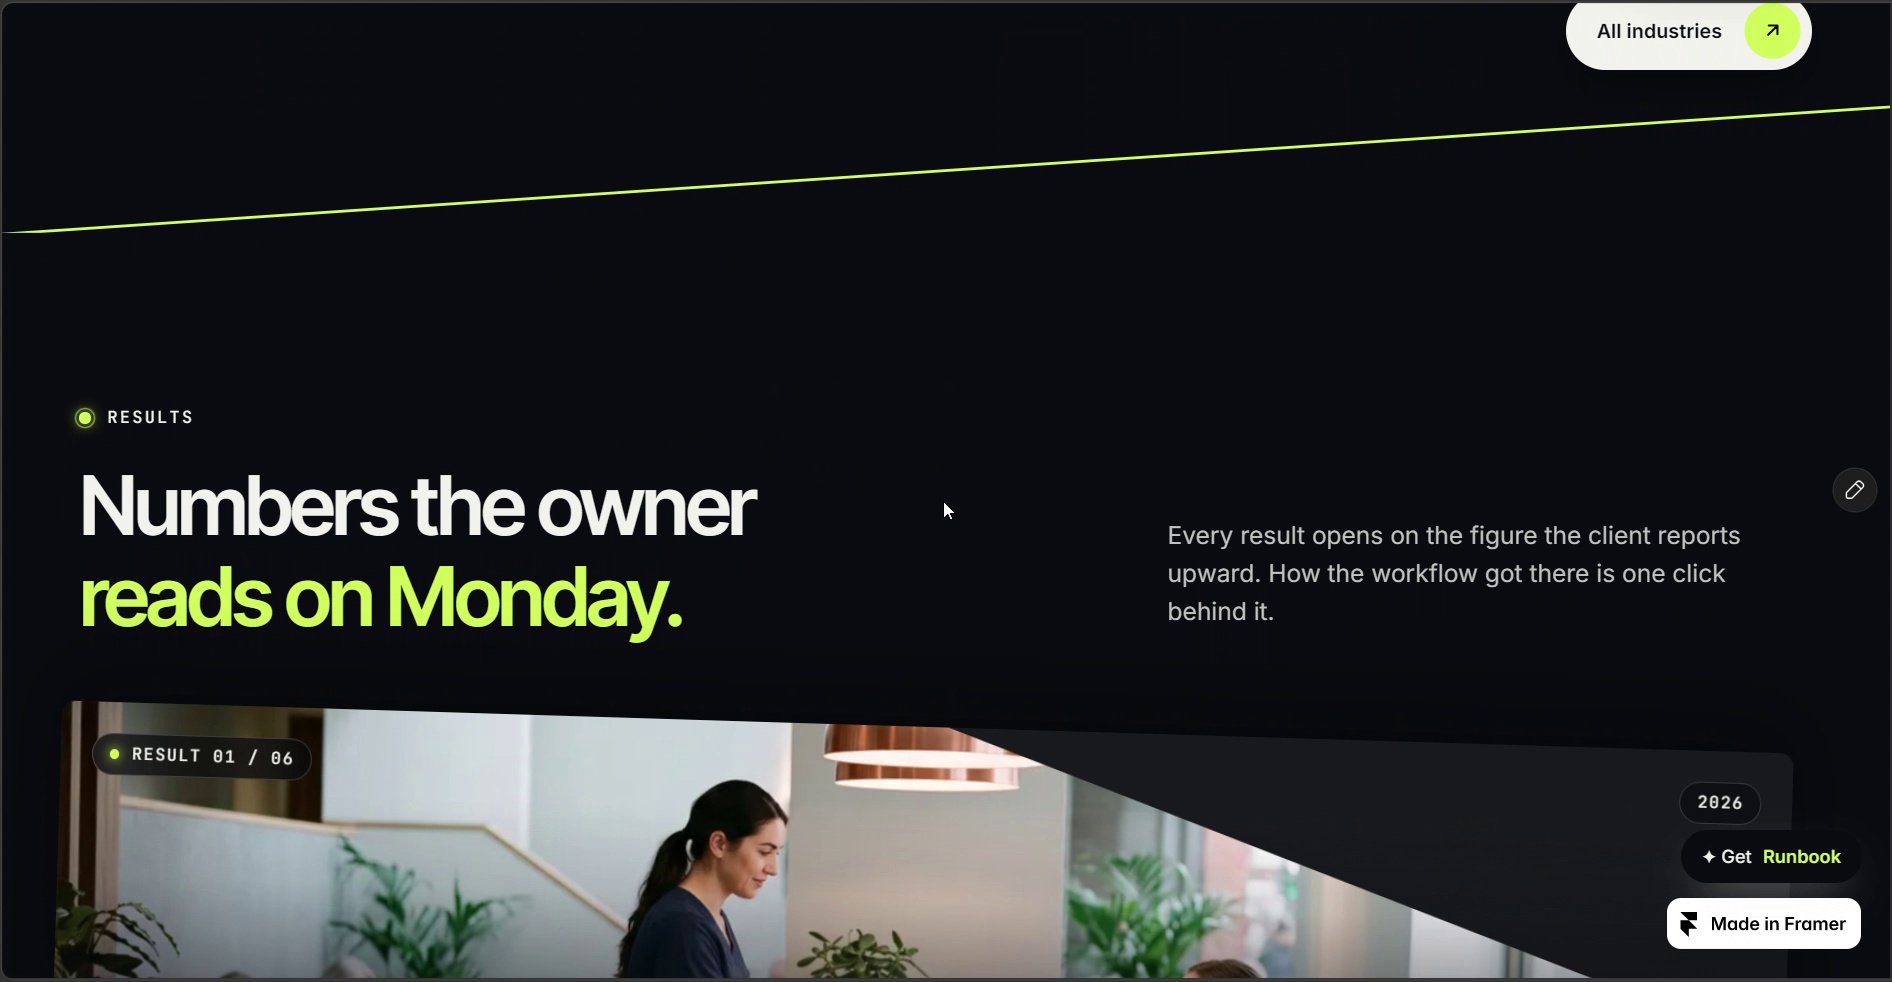 All industries
RESULTS
Numbers the owner
reads on Monday.
Every result opens on the figure the client reports
upward. How the workflow got there is one click
behind it.
RESULT 01 / 06
2026
Get Runbook
Made in Framer